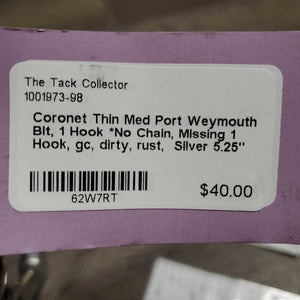 The Tack Collector
1001973-98
Coronet Thin Med Port Weymouth
Bit, 1 Hook *No Chain, Missing 1
Hook, gc, dirty, rust, Silver 5.25"
62W7RT
$40.00